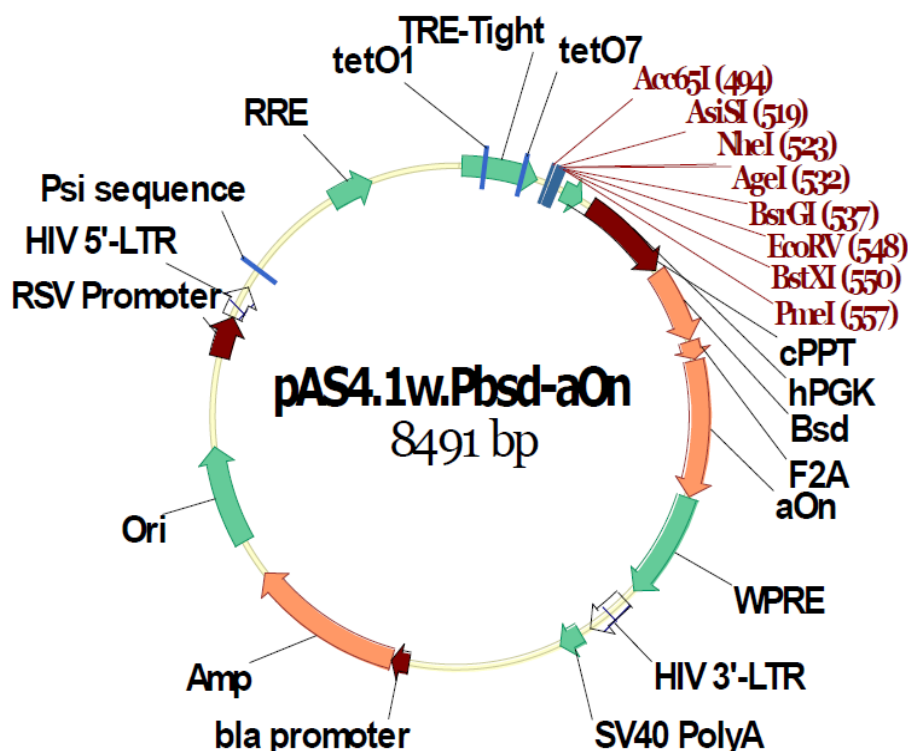 TRE-Tight
tetO1
tetO7
RRE
Psi sequence
HIV 5'-LTR
RSV Promoter
Acc65I (494)
AsiSI (519)
NheI (523)
AgeI (532)
BsrGI (537)
EcoRV (548)
BstXI (550)
PmeI (557)
cPPT
hPGK
Bsd
F2A
aOn
pAS4.1w.Pbsd-aOn
8491 bp
Ori
WPRE
Amp
HIV 3'-LTR
bla promoter
SV40 PolyA